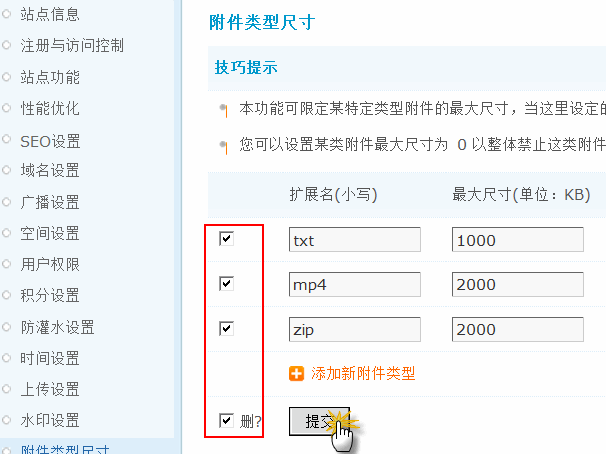 站点信息
注册与访问控制
站点功能
性能优化
SEO设置
域名设置
广播设置
空间设置
用户权限
积分设置
防灌水设置
时间设置
上传设置
水印设置
附件类型尺寸
附件类型尺寸
技巧提示
本功能可限定某特定类型附件的最大尺寸，当这里设定的
您可以设置某类附件最大尺寸为 0 以整体禁止这类附件
扩展名(小写) 最大尺寸(单位：KB)
txt 1000
mp4 2000
zip 2000
添加新附件类型
删? 提交